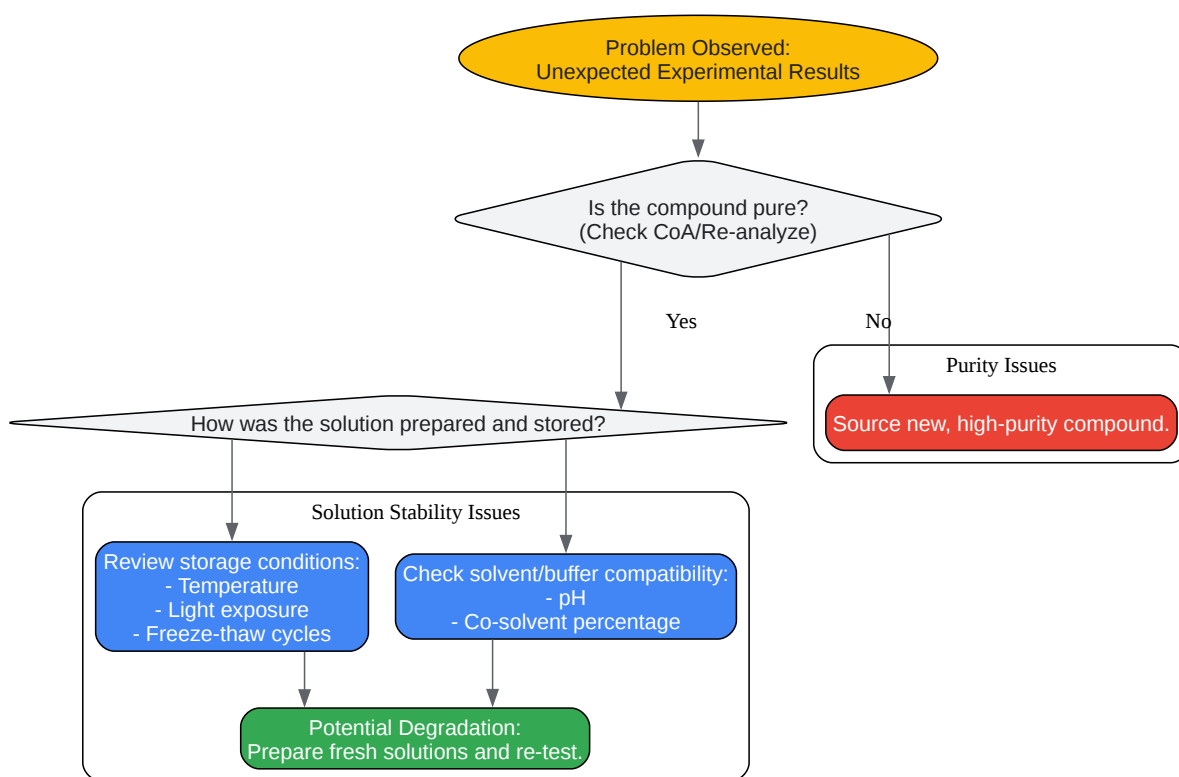 Problem Observed:
Unexpected Experimental Results
Is the compound pure?
(Check CoA/Re-analyze)
Yes
No
Purity Issues
Source new, high-purity compound.
How was the solution prepared and stored?
Solution Stability Issues
Review storage conditions:
- Temperature
- Light exposure
- Freeze-thaw cycles
Check solvent/buffer compatibility:
- pH
- Co-solvent percentage
Potential Degradation:
Prepare fresh solutions and re-test.